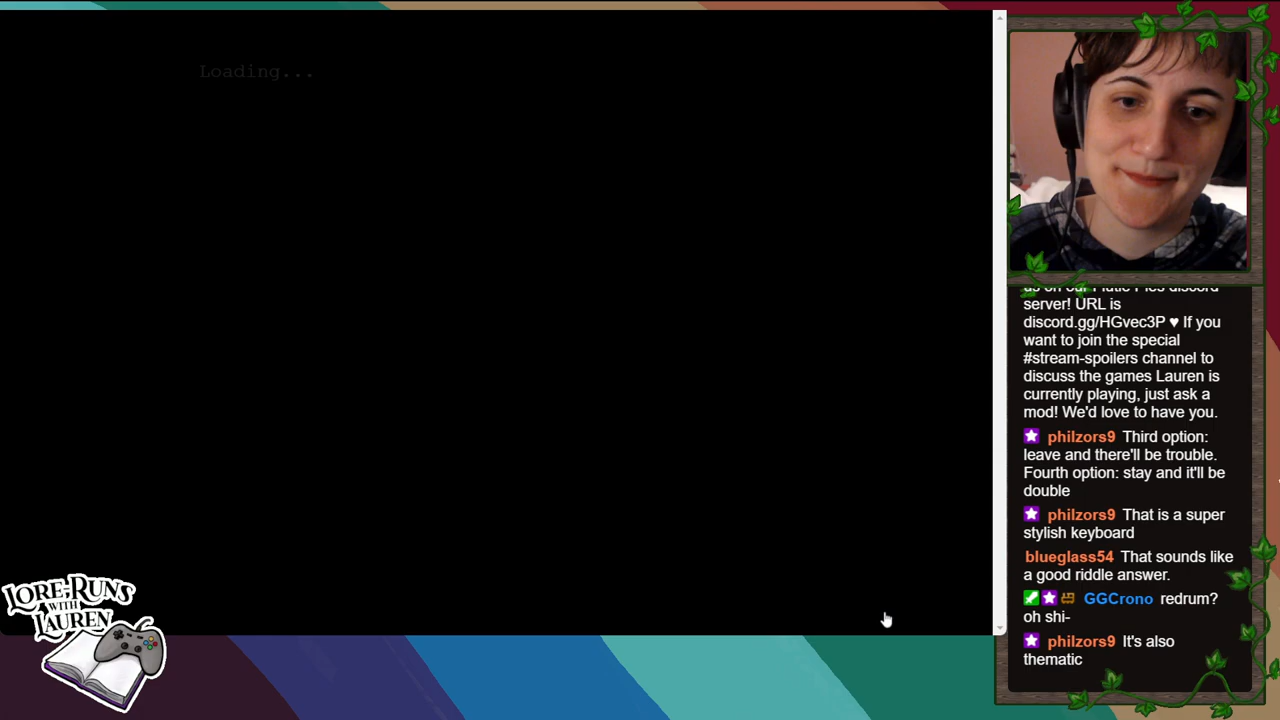 Loading...
server! URL is
discord.gg/HGvec3P ♥ If you
want to join the special
#stream-spoilers channel to
discuss the games Lauren is
currently playing, just ask a
mod! We'd love to have you.
philzors9 Third option:
leave and there'll be trouble.
Fourth option: stay and it'll be
double
philzors9 That is a super
stylish keyboard
blueglass54 That sounds like
a good riddle answer.
GGCrono redrum?
oh shi-
philzors9 It's also
thematic
LORE-RUNS
WITH
LAUREN